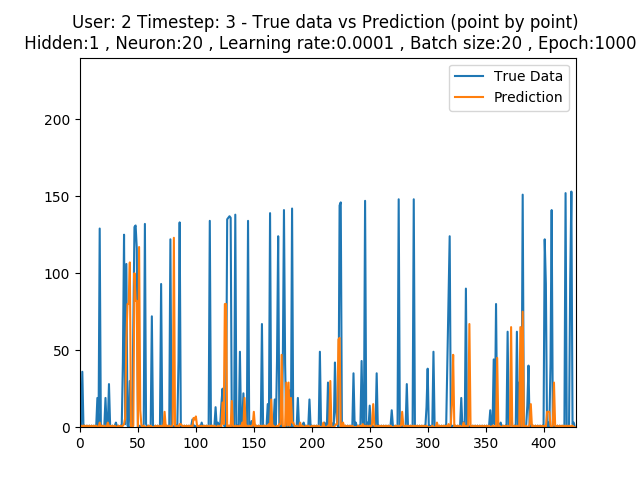 User: 2 Timestep: 3 - True data vs Prediction (point by point)
Hidden:1 , Neuron:20 , Learning rate:0.0001 , Batch size:20 , Epoch:1000
True Data
Prediction
200
150
100
50
0
0 50 100 150 200 250 300 350 400